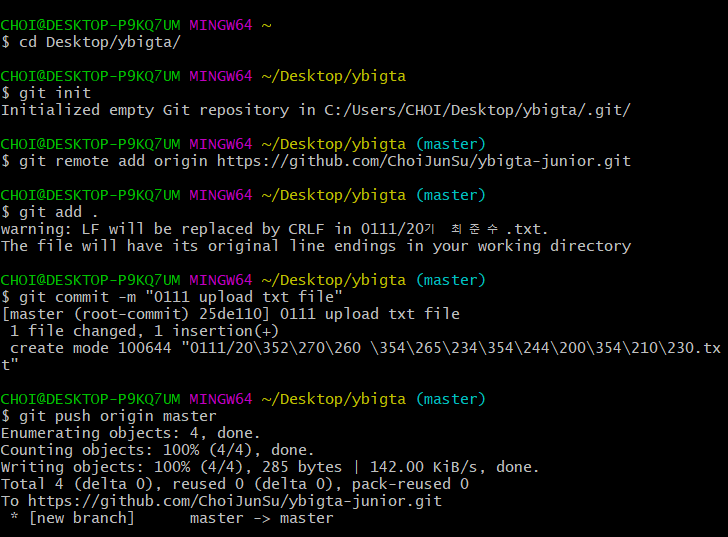 CHOI@DESKTOP-P9KQ7UM MINGW64 ~
$ cd Desktop/ybigta/
CHOI@DESKTOP-P9KQ7UM MINGW64 ~/Desktop/ybigta
$ git init
Initialized empty Git repository in C:/Users/CHOI/Desktop/ybigta/.git/
CHOI@DESKTOP-P9KQ7UM MINGW64 ~/Desktop/ybigta (master)
$ git remote add origin https://github.com/ChoiJunSu/ybigta-junior.git
CHOI@DESKTOP-P9KQ7UM MINGW64 ~/Desktop/ybigta (master)
$ git add .
warning: LF will be replaced by CRLF in 0111/20기 최준수.txt.
The file will have its original line endings in your working directory
CHOI@DESKTOP-P9KQ7UM MINGW64 ~/Desktop/ybigta (master)
$ git commit -m "0111 upload txt file"
[master (root-commit) 25de110] 0111 upload txt file
 1 file changed, 1 insertion(+)
 create mode 100644 "0111/20\352\270\260 \354\265\234\354\244\200\354\210\230.tx
t"
CHOI@DESKTOP-P9KQ7UM MINGW64 ~/Desktop/ybigta (master)
$ git push origin master
Enumerating objects: 4, done.
Counting objects: 100% (4/4), done.
Writing objects: 100% (4/4), 285 bytes | 142.00 KiB/s, done.
Total 4 (delta 0), reused 0 (delta 0), pack-reused 0
To https://github.com/ChoiJunSu/ybigta-junior.git
 * [new branch]      master -> master